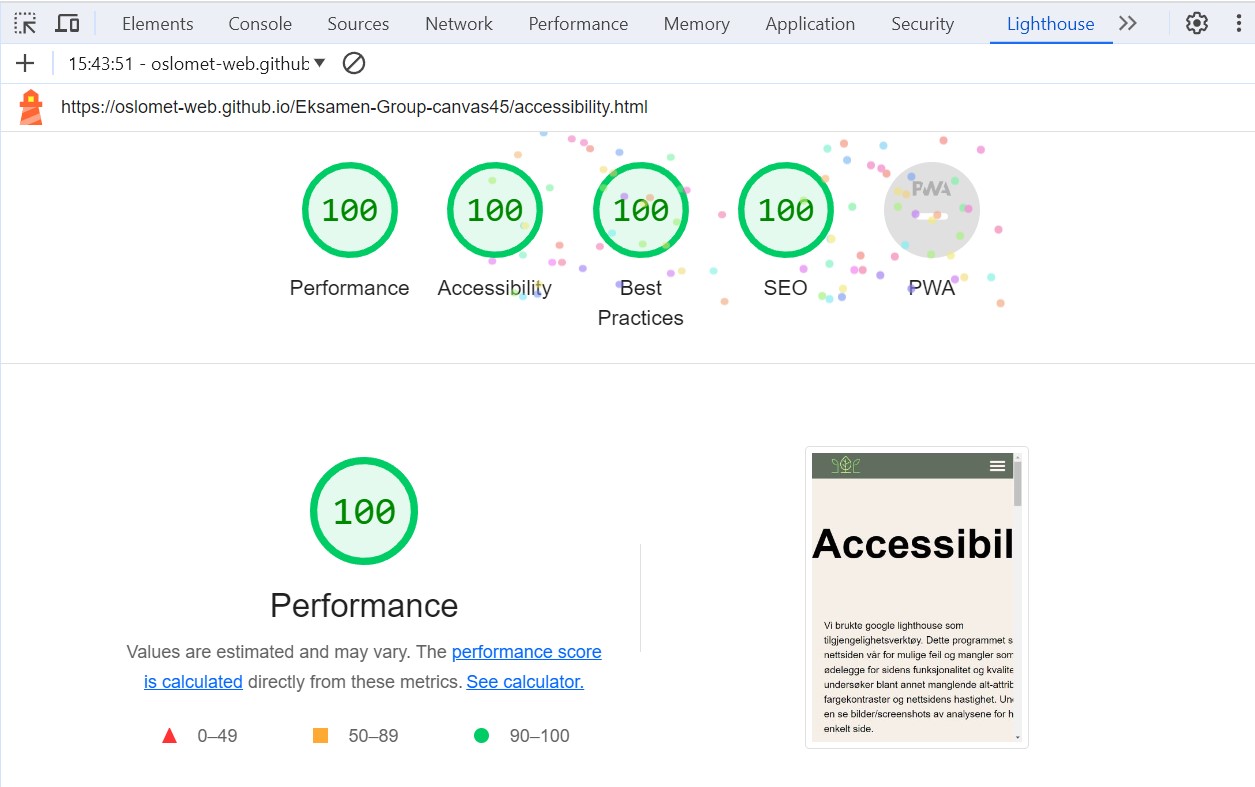 Elements Console Sources Network Performance Memory Application Security Lighthouse
15:43:51 - oslomet-web.github
https://oslomet-web.github.io/Eksamen-Group-canvas45/accessibility.html
100 100 100 100 PWA
Performance Accessibility Best Practices SEO PWA
100
Performance
Values are estimated and may vary. The performance score
is calculated directly from these metrics. See calculator.
0–49 50–89 90–100
Accessibil
Vi brukte google lighthouse som
tilgjengelighetsverktøy. Dette programmet s
nettsiden vår for mulige feil og mangler som
ødelegge for sidens funksjonalitet og kvalite
undersøker blant annet manglende alt-attrib
fargekontraster og nettsidens hastighet. Un
en se bilder/screenshots av analysene for h
enkelt side.